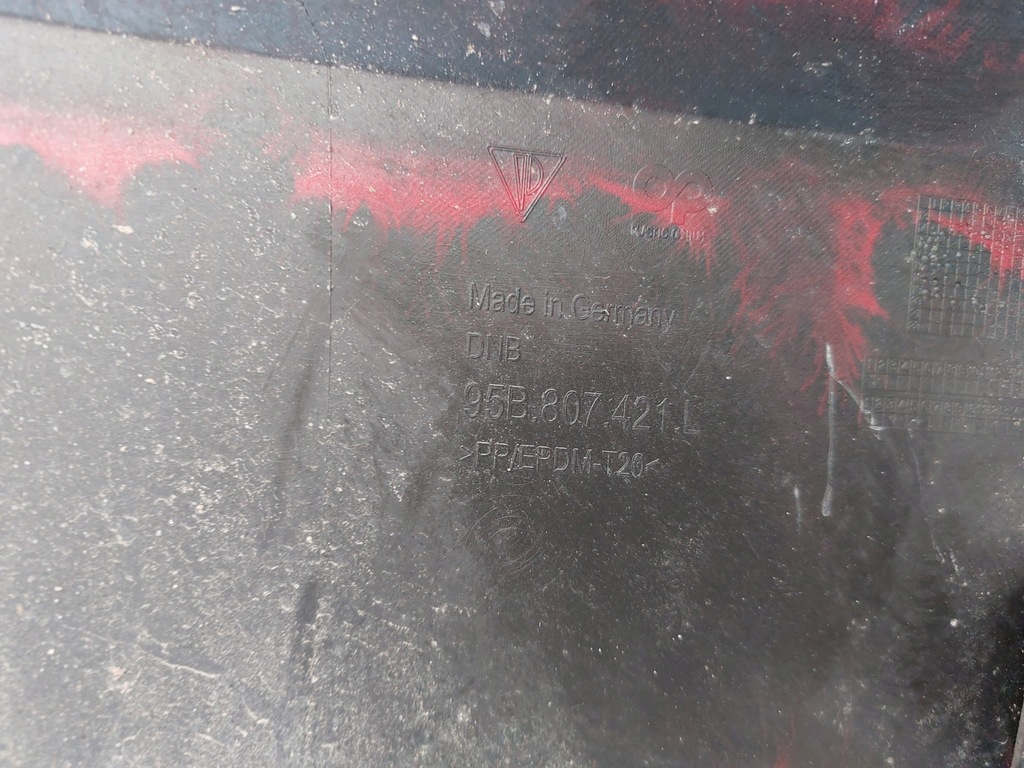 Made in Germany
DNB
95B.807.421.L
>PP/EPDM-T20<